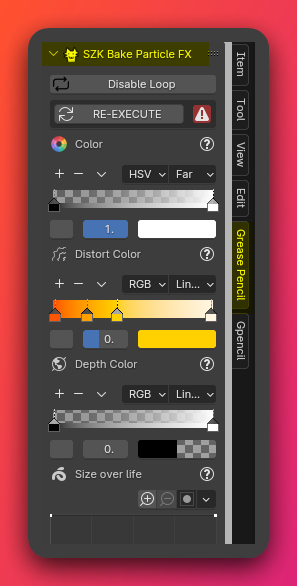 SZK Bake Particle FX
Disable Loop
RE-EXECUTE
Color
HSV Far
1.
Distort Color
RGB Lin...
0.
Depth Color
RGB Lin...
0.
Size over life
Item
Tool
View
Edit
Grease Pencil
Gpencil